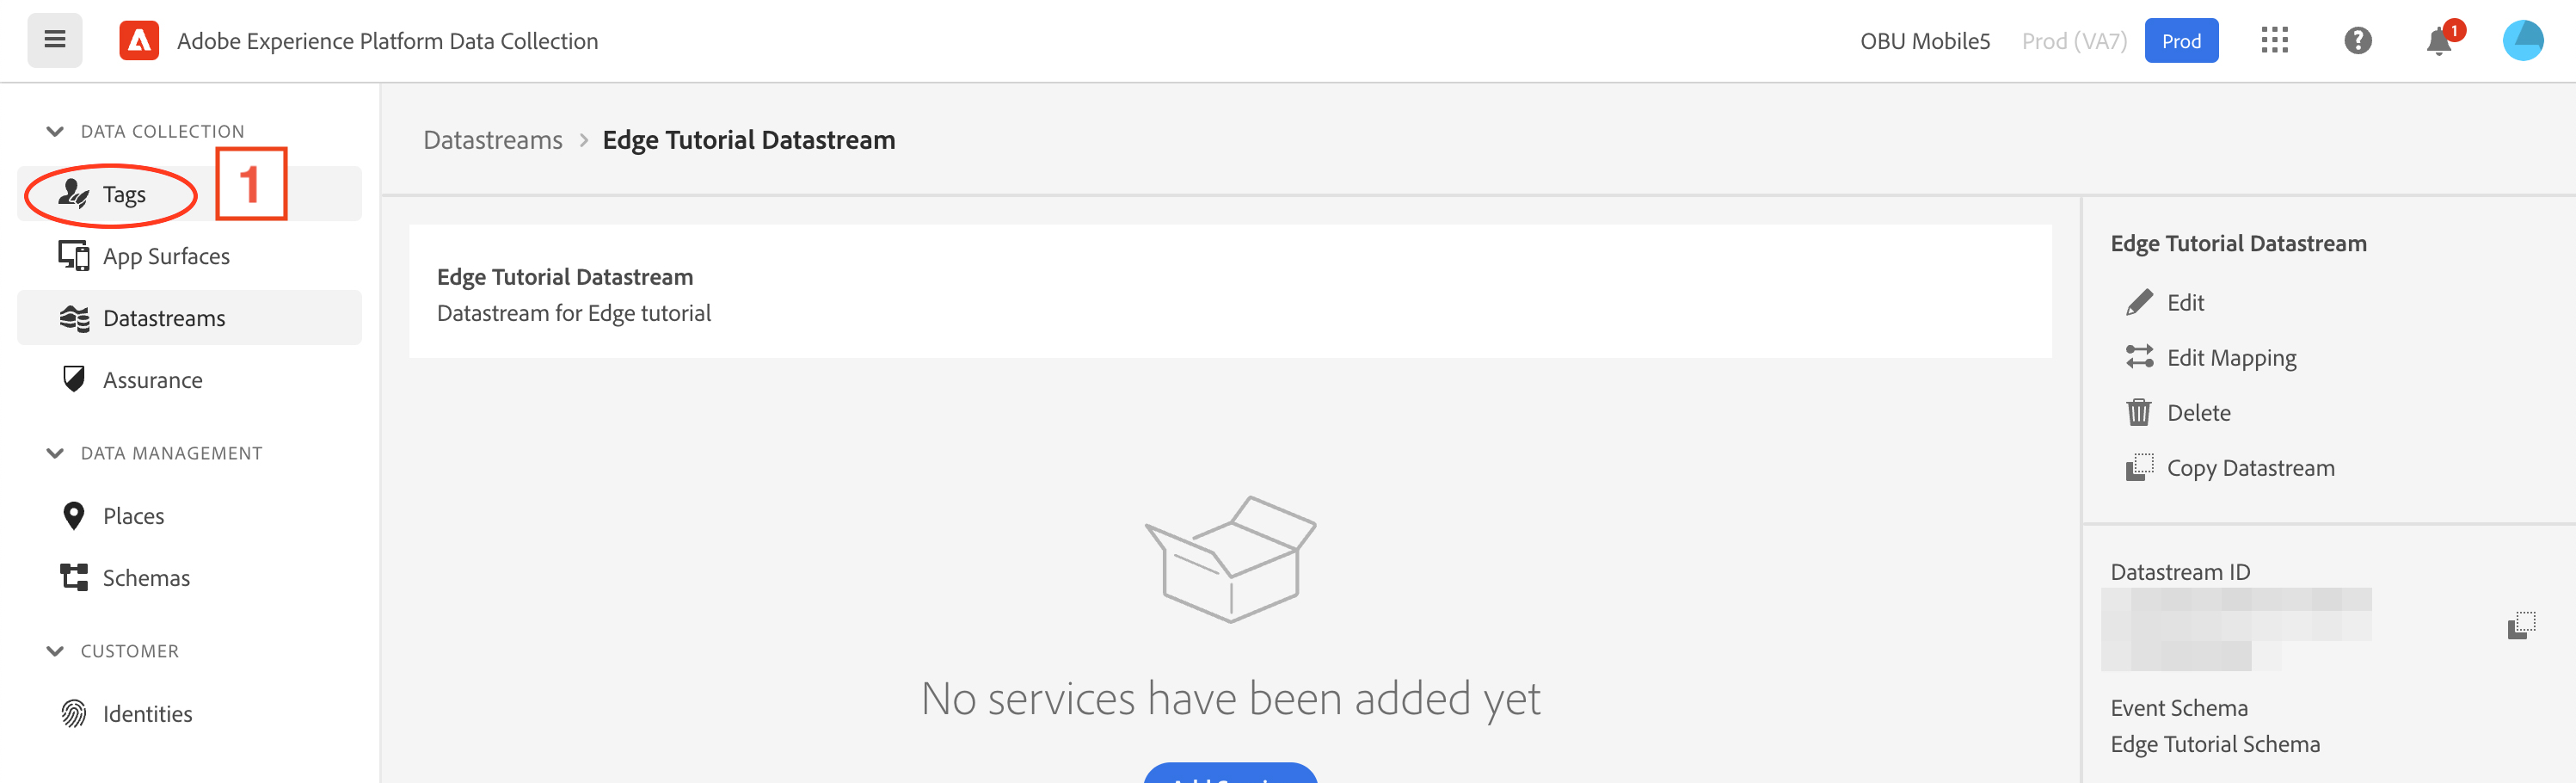 Adobe Experience Platform Data Collection
OBU Mobile5 Prod (VA7) Prod 1
DATA COLLECTION
Tags 1
App Surfaces
Datastreams
Assurance
DATA MANAGEMENT
Places
Schemas
CUSTOMER
Identities
Datastreams > Edge Tutorial Datastream
Edge Tutorial Datastream
Datastream for Edge tutorial
No services have been added yet
Edge Tutorial Datastream
Edit
Edit Mapping
Delete
Copy Datastream
Datastream ID
Event Schema
Edge Tutorial Schema